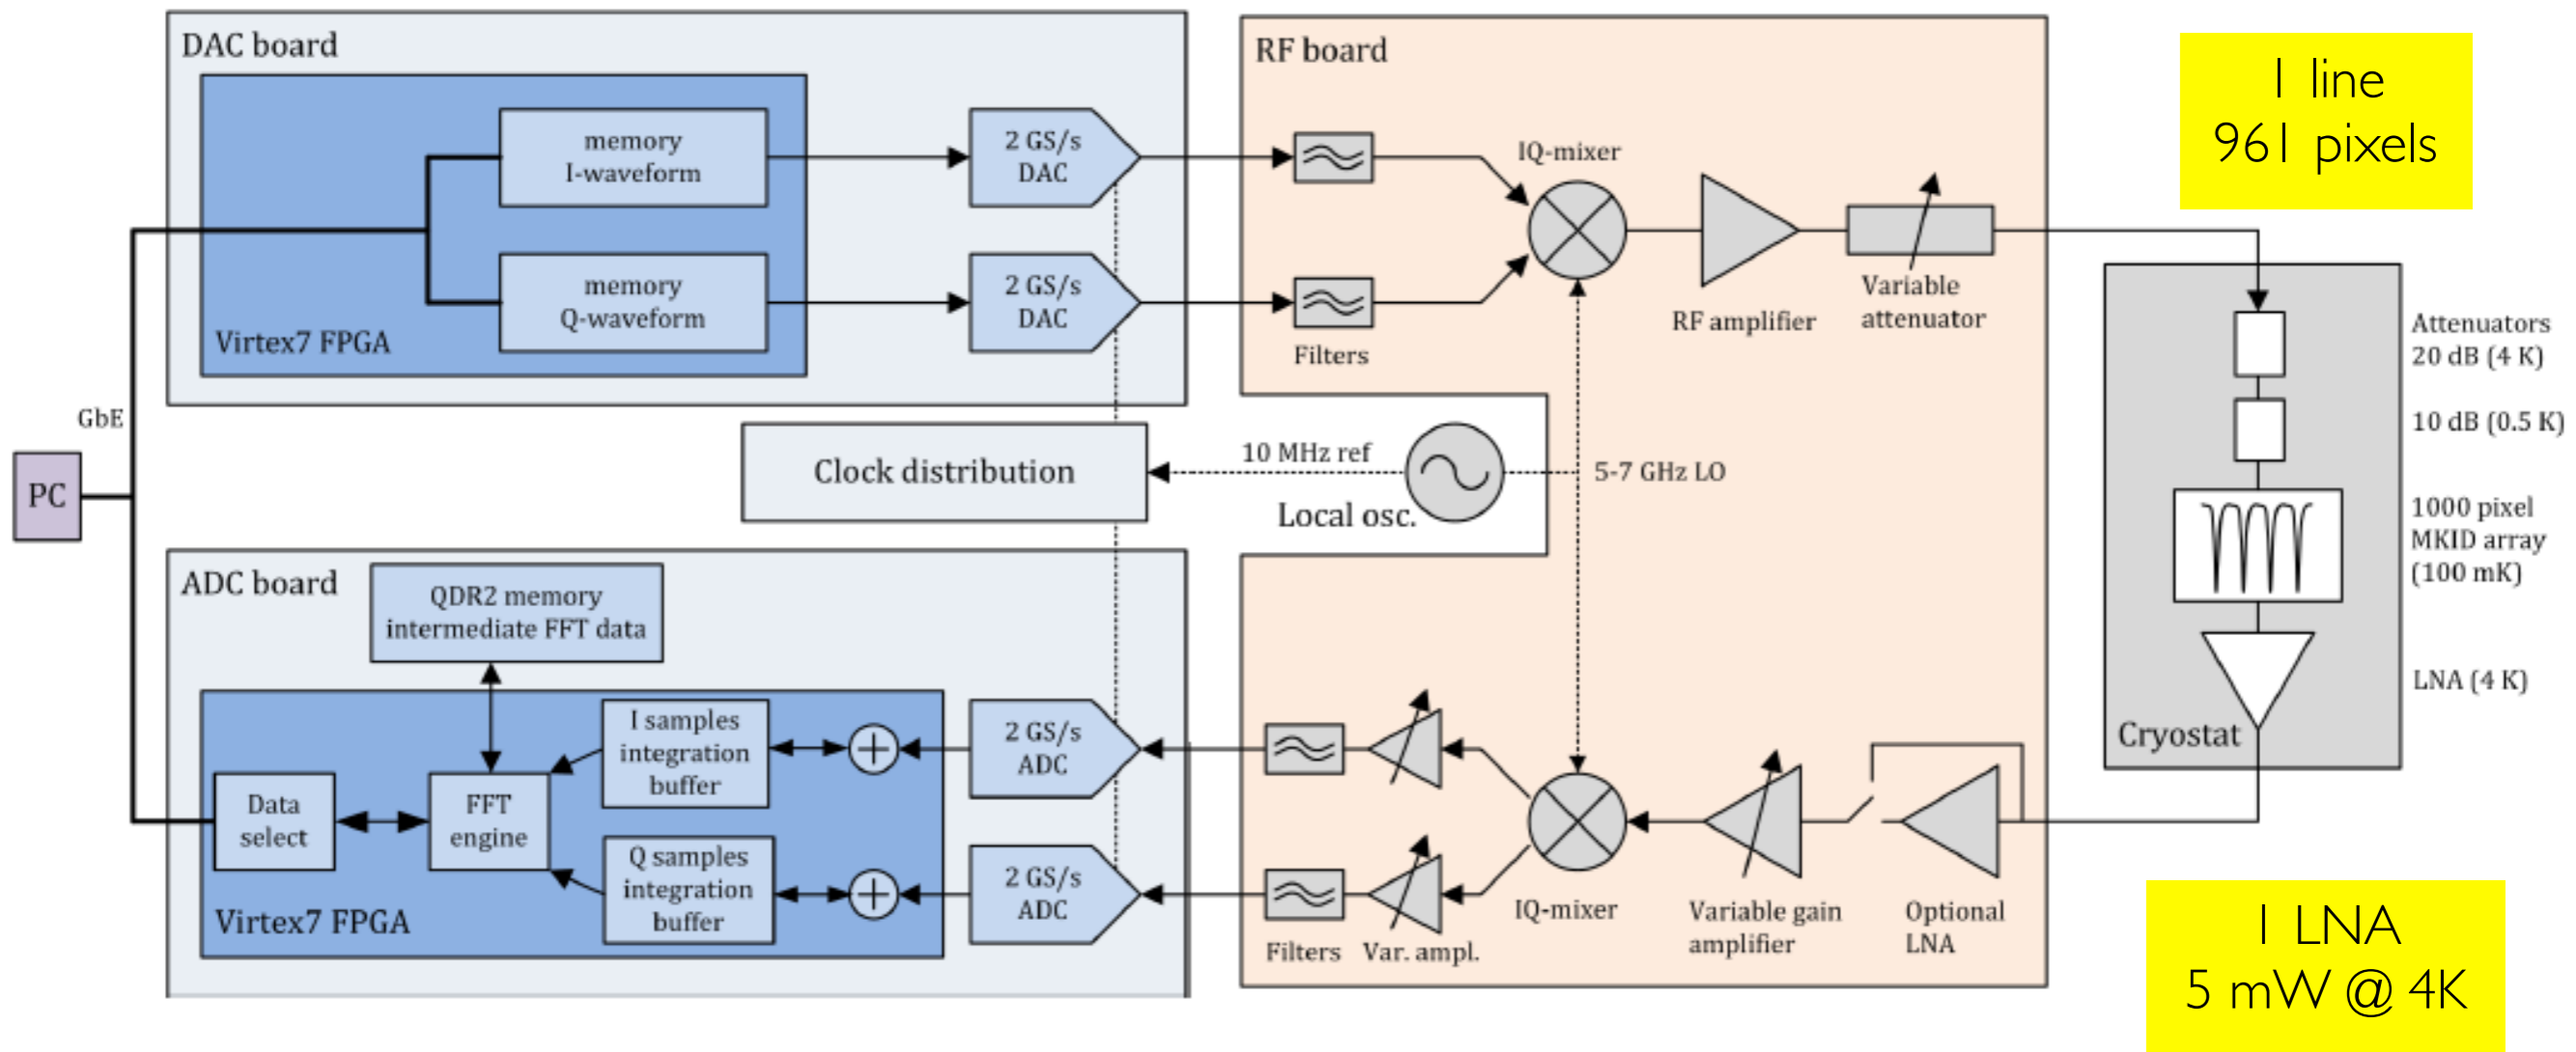 DAC board
memory
I-waveform
memory
Q-waveform
Virtex7 FPGA
2 GS/s
DAC
2 GS/s
DAC
RF board
Filters
IQ-mixer
RF amplifier
Variable
attenuator
1 line
961 pixels
Attenuators
20 dB (4 K)
10 dB (0.5 K)
1000 pixel
MKID array
(100 mK)
LNA (4 K)
Cryostat
GbE
PC
Clock distribution
10 MHz ref
Local osc.
5-7 GHz LO
ADC board
QDR2 memory
intermediate FFT data
I samples
integration
buffer
Data
select
FFT
engine
Q samples
integration
buffer
Virtex7 FPGA
2 GS/s
ADC
2 GS/s
ADC
Filters
Var. ampl.
IQ-mixer
Variable gain
amplifier
Optional
LNA
1 LNA
5 mW @ 4K